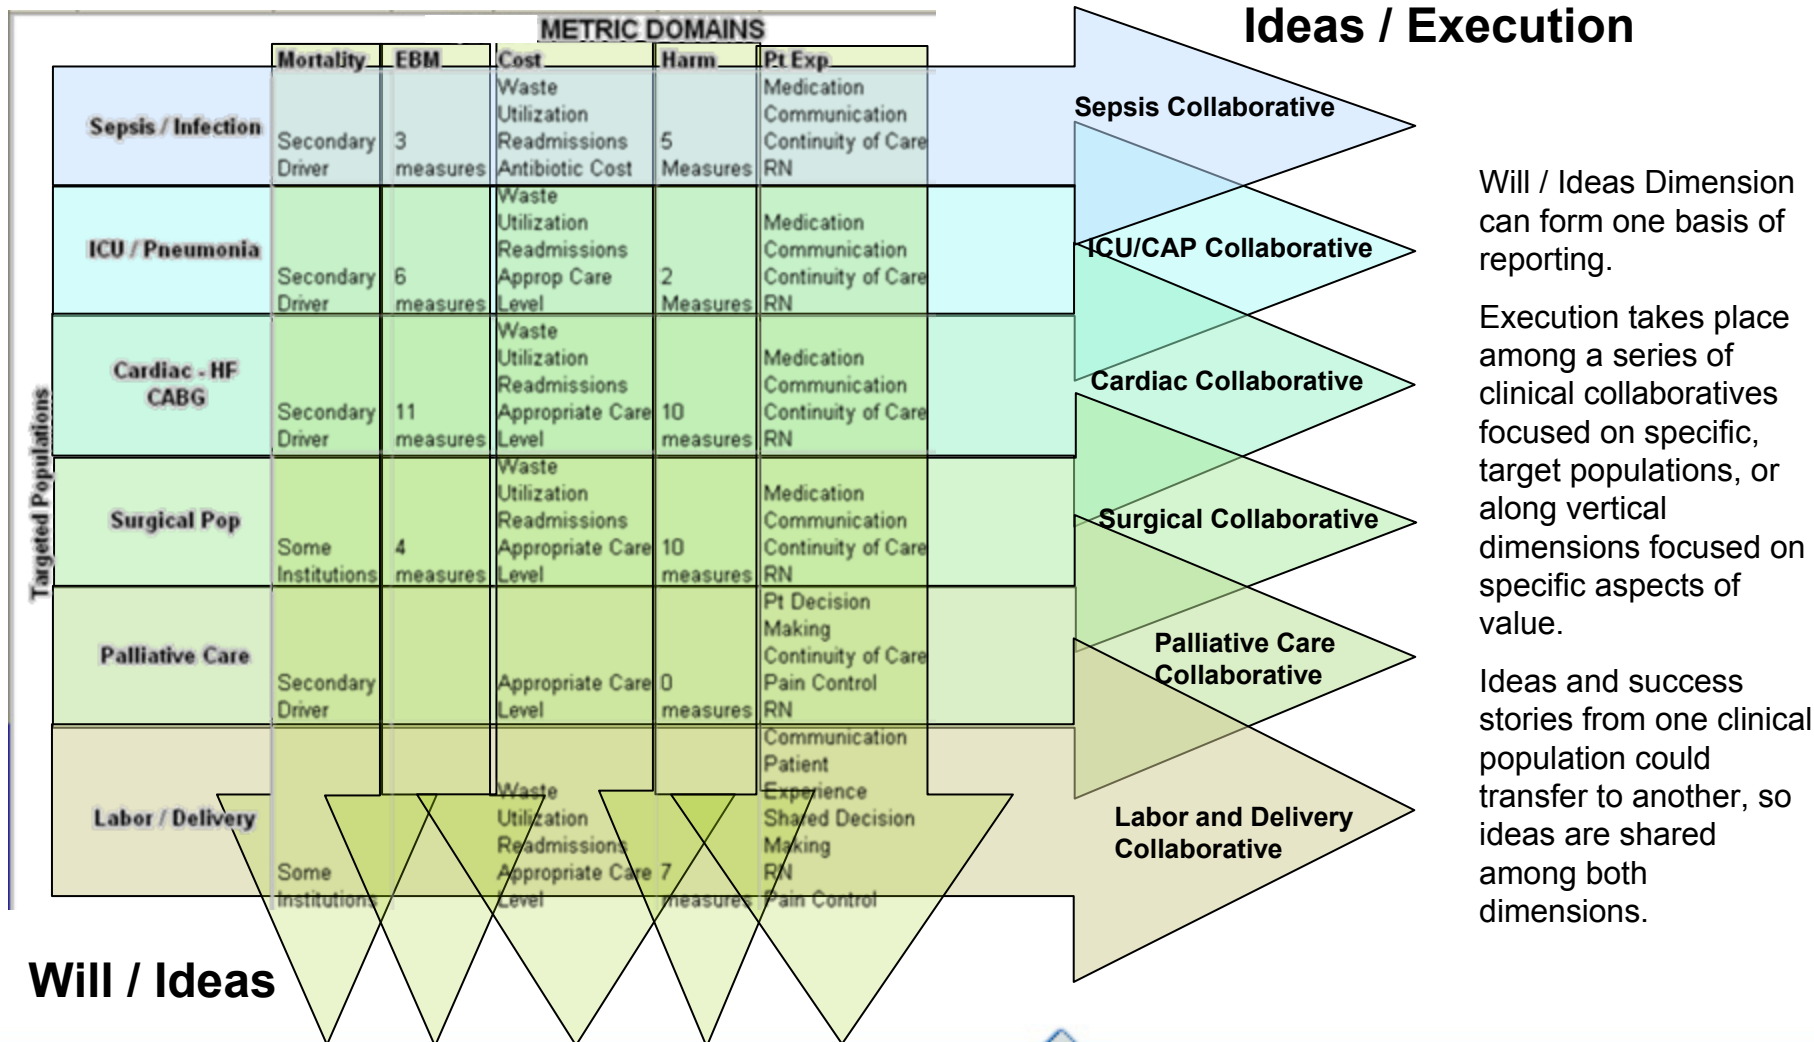 Ideas / Execution
METRIC DOMAINS
Mortality EBM Cost Harm Pt Exp
Targeted Populations
Sepsis / Infection
Secondary
Driver
3
measures
Waste
Utilization
Readmissions
Antibiotic Cost
5
Measures
Medication
Communication
Continuity of Care
RN
Sepsis Collaborative
ICU / Pneumonia
Secondary
Driver
6
measures
Waste
Utilization
Readmissions
Approp Care
Level
2
Measures
Medication
Communication
Continuity of Care
RN
ICU/CAP Collaborative
Cardiac - HF
CABG
Secondary
Driver
11
measures
Waste
Utilization
Readmissions
Appropriate Care
Level
10
measures
Medication
Communication
Continuity of Care
RN
Cardiac Collaborative
Surgical Pop
Some
Institutions
4
measures
Waste
Utilization
Readmissions
Appropriate Care
Level
10
measures
Medication
Communication
Continuity of Care
RN
Surgical Collaborative
Palliative Care
Secondary
Driver
Appropriate Care
Level
0
measures
Pt Decision
Making
Continuity of Care
Pain Control
RN
Palliative Care
Collaborative
Labor / Delivery
Some
Institutions
Waste
Utilization
Readmissions
Appropriate Care
Level
7
measures
Communication
Patient
Experience
Shared Decision
Making
RN
Pain Control
Labor and Delivery
Collaborative
Will / Ideas
Will / Ideas Dimension
can form one basis of
reporting.
Execution takes place
among a series of
clinical collaboratives
focused on specific,
target populations, or
along vertical
dimensions focused on
specific aspects of
value.
Ideas and success
stories from one clinical
population could
transfer to another, so
ideas are shared
among both
dimensions.